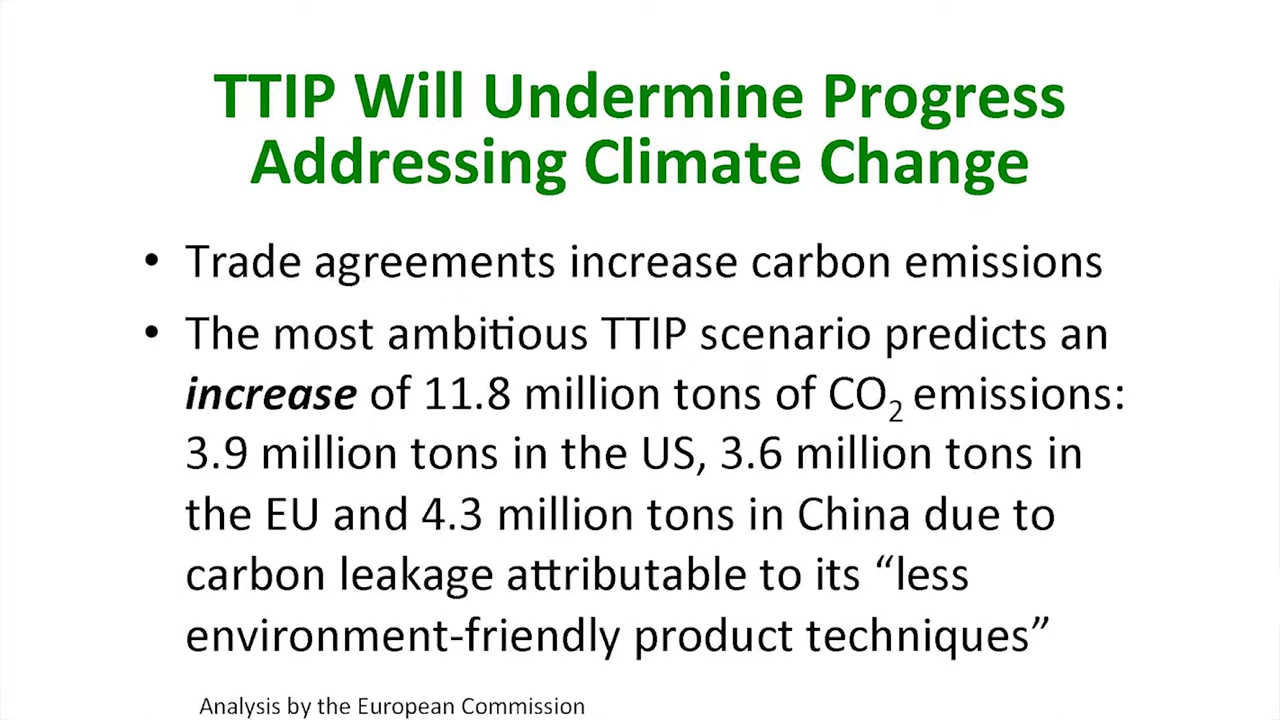 TTIP Will Undermine Progress
Addressing Climate Change
• Trade agreements increase carbon emissions
• The most ambitious TTIP scenario predicts an
increase of 11.8 million tons of CO₂ emissions:
3.9 million tons in the US, 3.6 million tons in
the EU and 4.3 million tons in China due to
carbon leakage attributable to its “less
environment-friendly product techniques”
Analysis by the European Commission